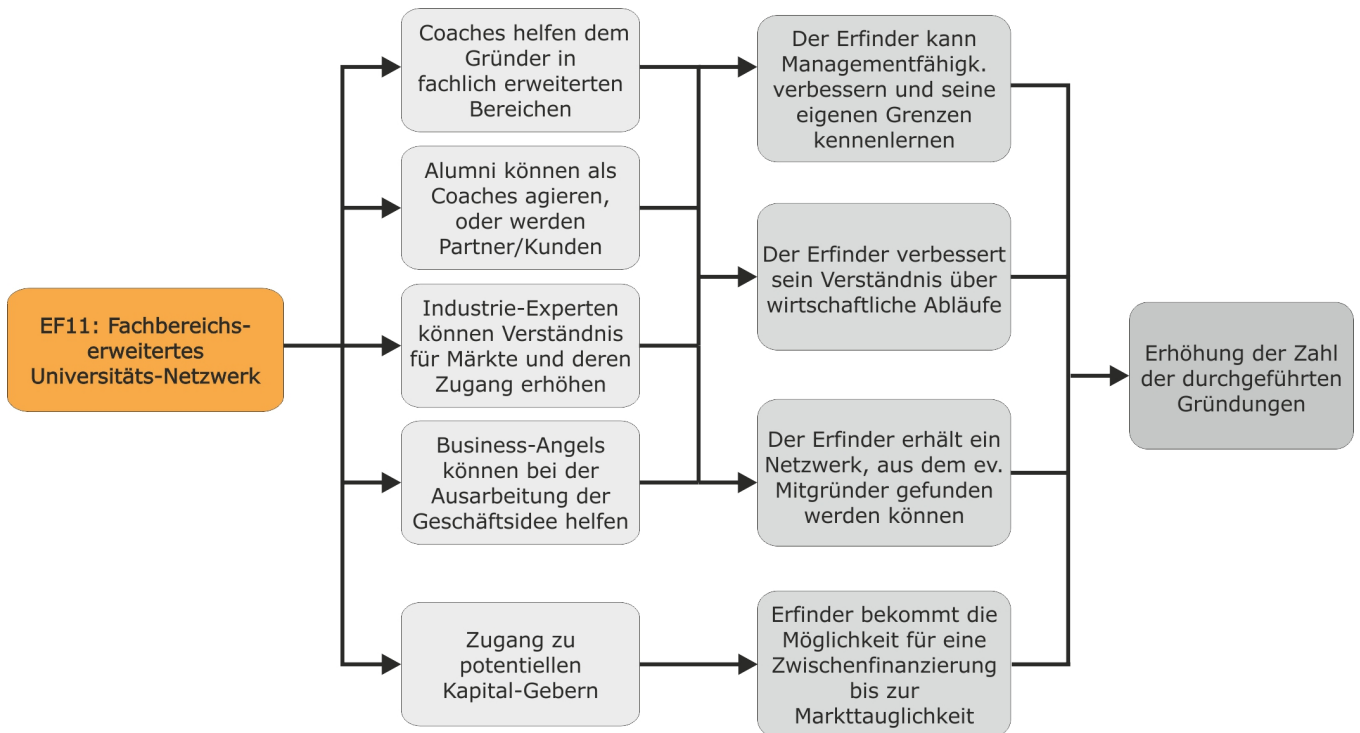 EF11: Fachbereichs-
erweitertes
Universitäts-Netzwerk
Coaches helfen dem
Gründer in
fachlich erweiterten
Bereichen
Alumni können als
Coaches agieren,
oder werden
Partner/Kunden
Industrie-Experten
können Verständnis
für Märkte und deren
Zugang erhöhen
Business-Angels
können bei der
Ausarbeitung der
Geschäftsidee helfen
Zugang zu
potentiellen
Kapital-Gebern
Der Erfinder kann
Managementfähigk.
verbessern und seine
eigenen Grenzen
kennenlernen
Der Erfinder verbessert
sein Verständnis über
wirtschaftliche Abläufe
Der Erfinder erhält ein
Netzwerk, aus dem ev.
Mitgründer gefunden
werden können
Erfinder bekommt die
Möglichkeit für eine
Zwischenfinanzierung
bis zur
Markttauglichkeit
Erhöhung der Zahl
der durchgeführten
Gründungen